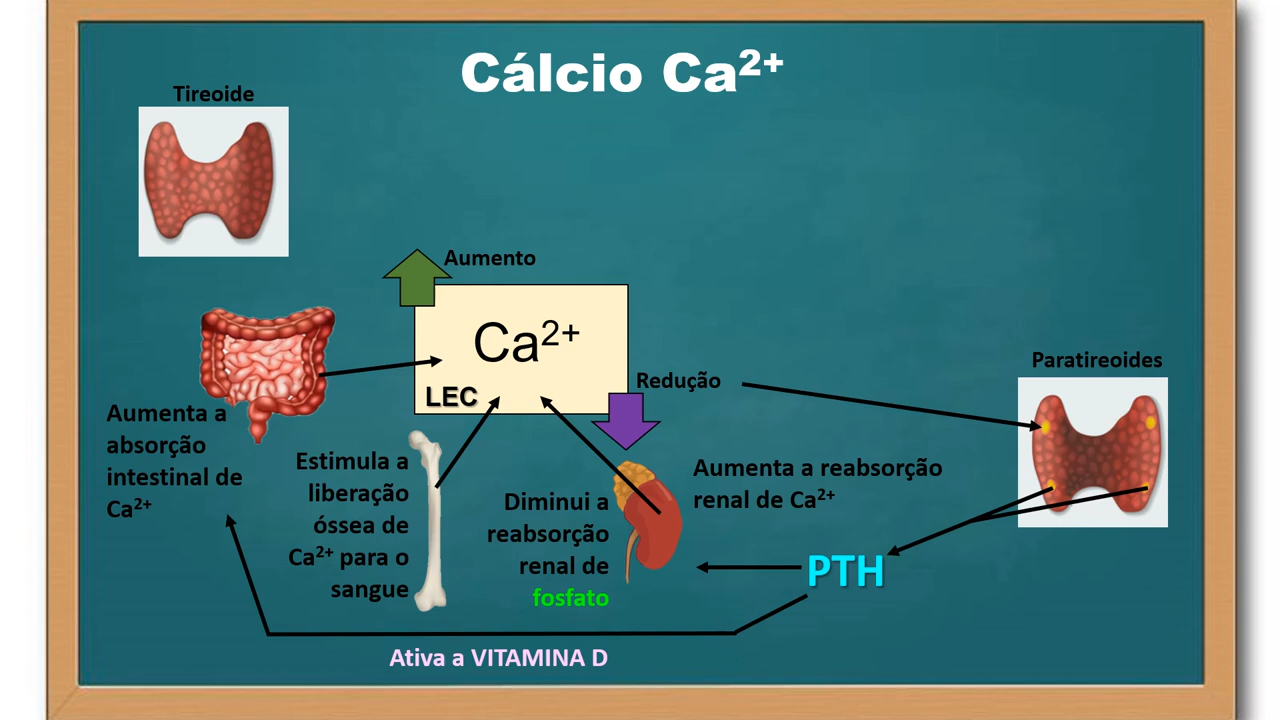 Cálcio Ca²⁺
Tireoide
Aumento
Ca²⁺
LEC
Redução
Paratireoides
Aumenta a
absorção
intestinal de
Ca²⁺
Estimula a
liberação
óssea de
Ca²⁺ para o
sangue
Diminui a
reabsorção
renal de
fosfato
Aumenta a reabsorção
renal de Ca²⁺
PTH
Ativa a VITAMINA D